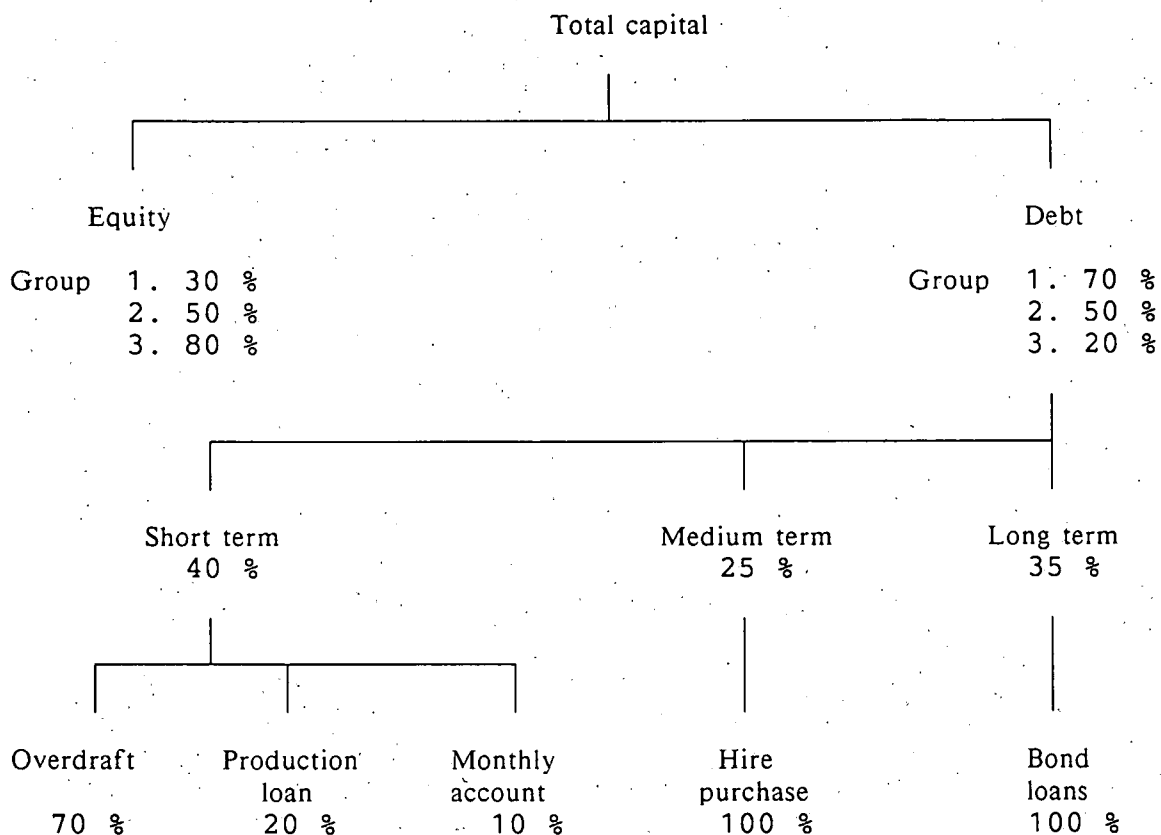 Total capital
Equity Debt
Group 1. 30 % Group 1. 70 %
2. 50 % 2. 50 %
3. 80 % 3. 20 %
Short term Medium term Long term
40 % 25 % 35 %
Overdraft Production Monthly Hire Bond
loan account purchase loans
70 % 20 % 10 % 100 % 100 %